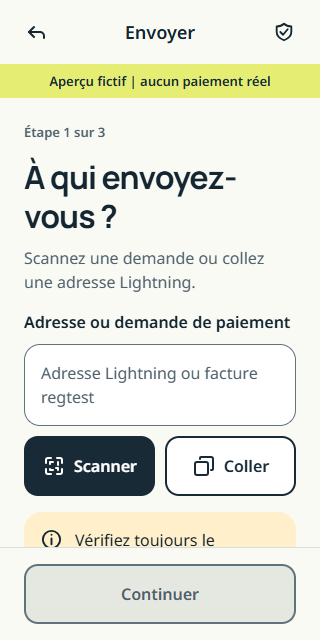 Envoyer
Aperçu fictif | aucun paiement réel
Étape 1 sur 3
À qui envoyez-
vous ?
Scannez une demande ou collez
une adresse Lightning.
Adresse ou demande de paiement
Adresse Lightning ou facture
regtest
Scanner
Coller
Vérifiez toujours le
Continuer